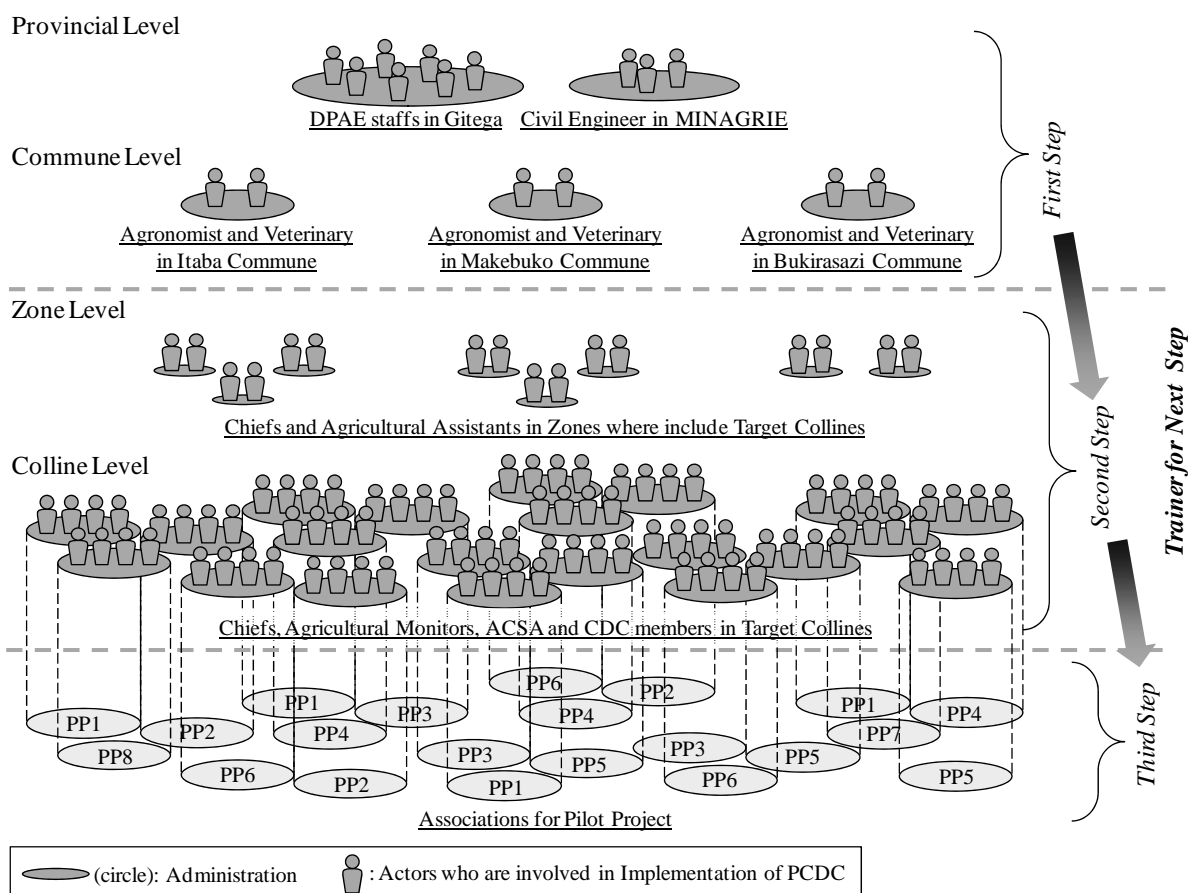 Provincial Level
DPAE staffs in Gitega
Civil Engineer in MINAGRIE
Commune Level
Agronomist and Veterinary
in Itaba Commune
Agronomist and Veterinary
in Makebuko Commune
Agronomist and Veterinary
in Bukirasazi Commune
First Step
Zone Level
Chiefs and Agricultural Assistants in Zones where include Target Collines
Colline Level
Second Step
Trainer for Next Step
Chiefs, Agricultural Monitors, ACSA and CDC members in Target Collines
PP1
PP8
PP2
PP6
PP1
PP4
PP3
PP2
PP3
PP1
PP6
PP4
PP5
PP2
PP3
PP6
PP5
PP1
PP7
PP4
PP5
Third Step
Associations for Pilot Project
(circle): Administration
: Actors who are involved in Implementation of PCDC